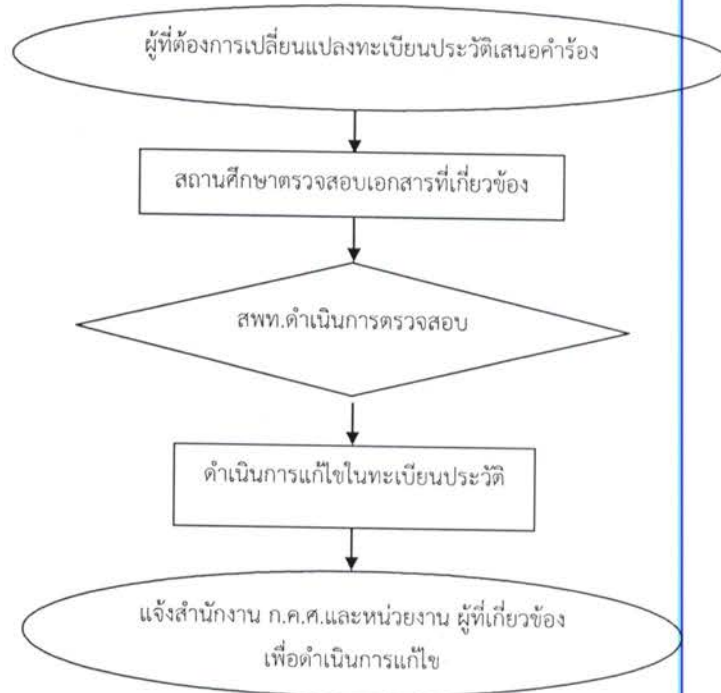 ผู้ที่ต้องการเปลี่ยนแปลงทะเบียนประวัติเสนอคำร้อง
สถานศึกษาตรวจสอบเอกสารที่เกี่ยวข้อง
สพท.ดำเนินการตรวจสอบ
ดำเนินการแก้ไขในทะเบียนประวัติ
แจ้งสำนักงาน ก.ค.ศ.และหน่วยงาน ผู้ที่เกี่ยวข้อง
เพื่อดำเนินการแก้ไข